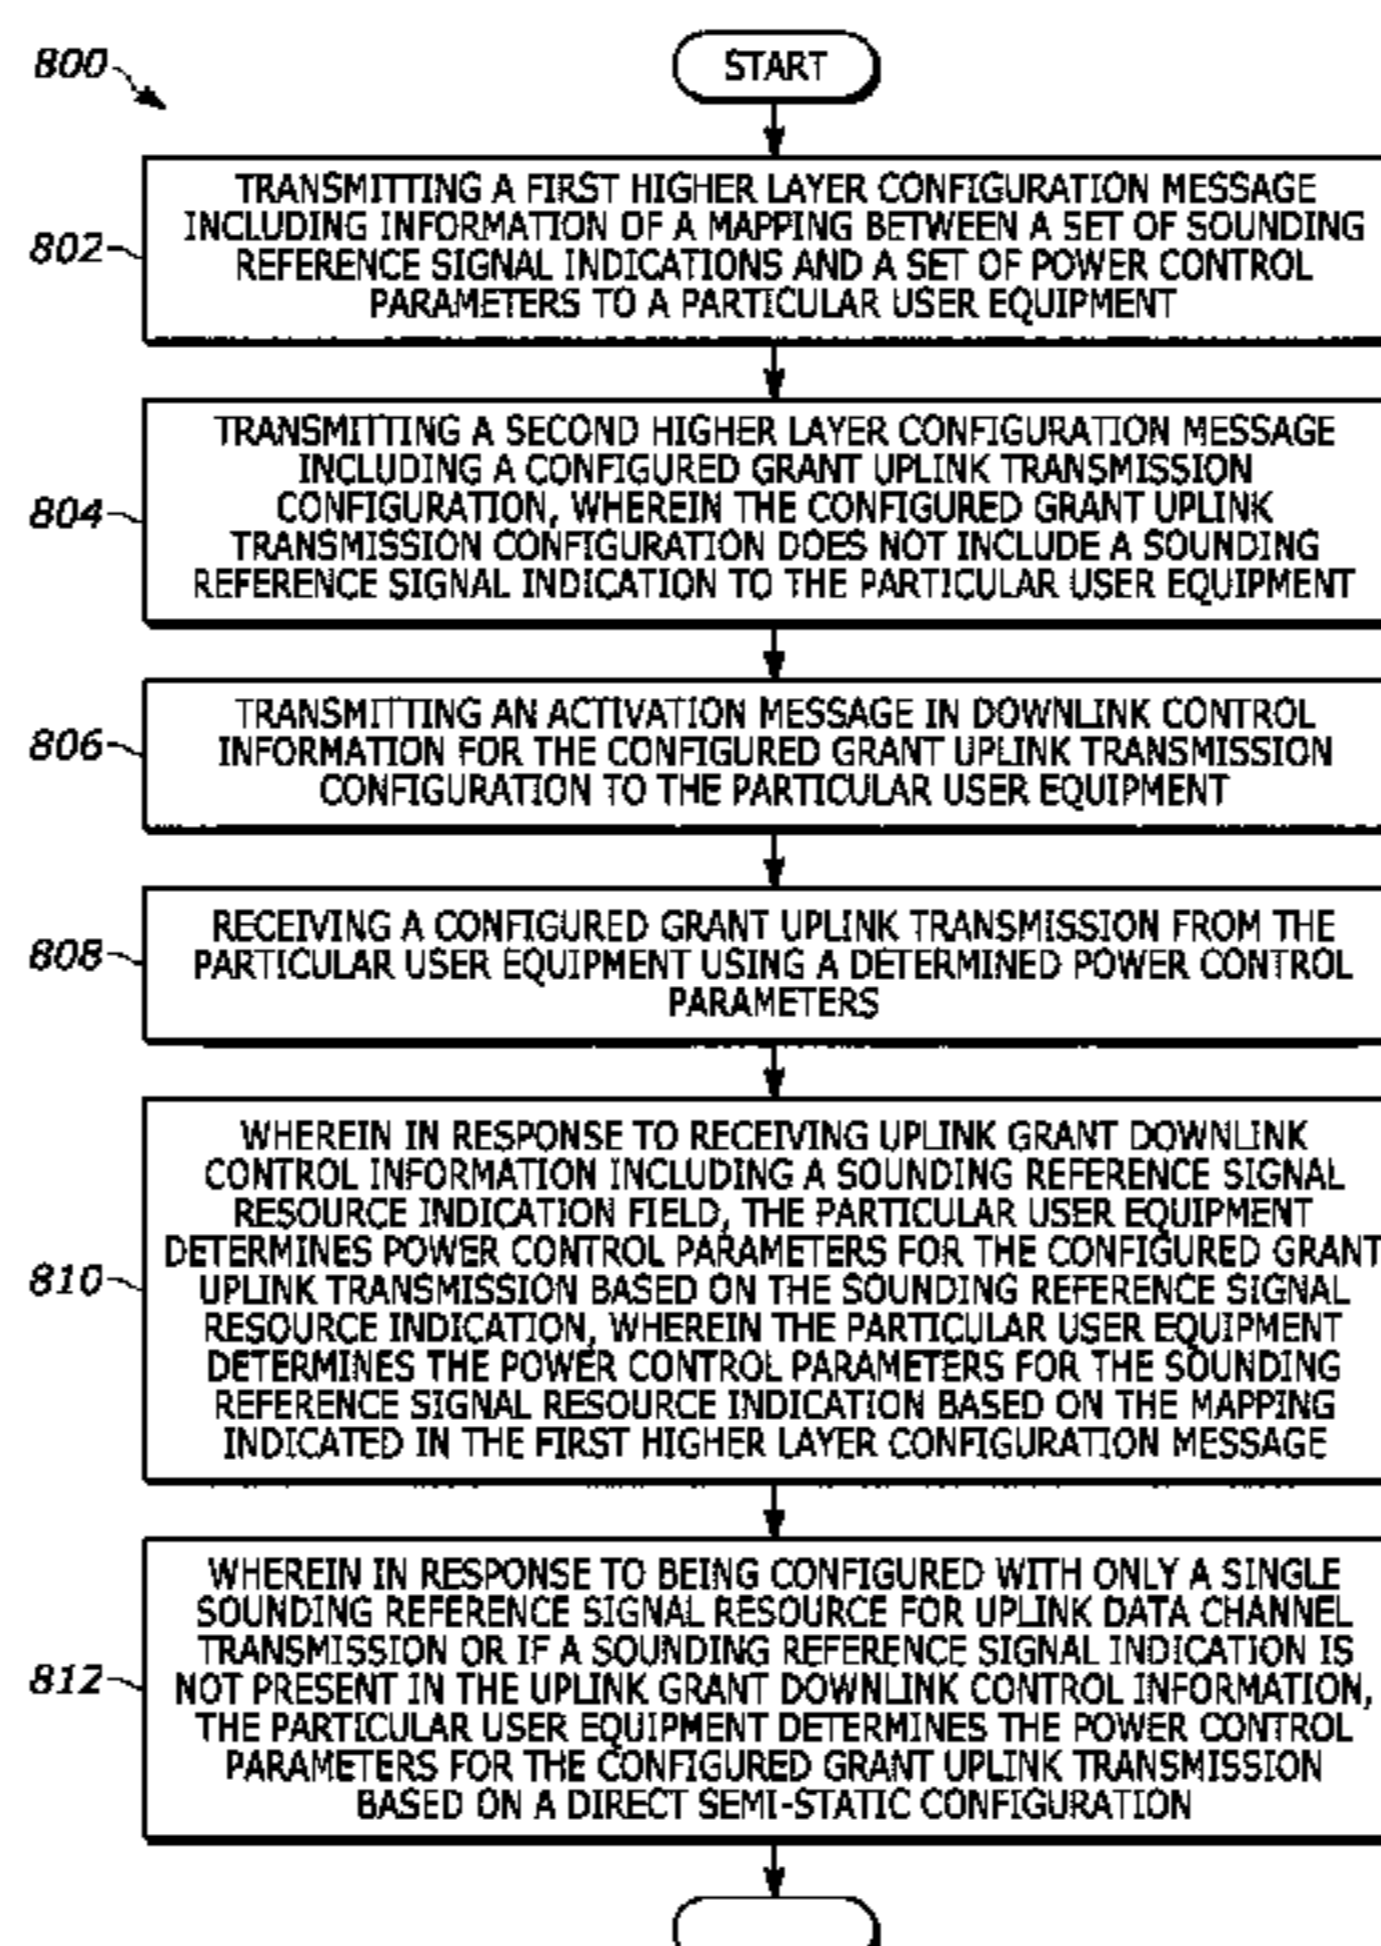 800
START
802
TRANSMITTING A FIRST HIGHER LAYER CONFIGURATION MESSAGE
INCLUDING INFORMATION OF A MAPPING BETWEEN A SET OF SOUNDING
REFERENCE SIGNAL INDICATIONS AND A SET OF POWER CONTROL
PARAMETERS TO A PARTICULAR USER EQUIPMENT
804
TRANSMITTING A SECOND HIGHER LAYER CONFIGURATION MESSAGE
INCLUDING A CONFIGURED GRANT UPLINK TRANSMISSION
CONFIGURATION, WHEREIN THE CONFIGURED GRANT UPLINK
TRANSMISSION CONFIGURATION DOES NOT INCLUDE A SOUNDING
REFERENCE SIGNAL INDICATION TO THE PARTICULAR USER EQUIPMENT
806
TRANSMITTING AN ACTIVATION MESSAGE IN DOWNLINK CONTROL
INFORMATION FOR THE CONFIGURED GRANT UPLINK TRANSMISSION
CONFIGURATION TO THE PARTICULAR USER EQUIPMENT
808
RECEIVING A CONFIGURED GRANT UPLINK TRANSMISSION FROM THE
PARTICULAR USER EQUIPMENT USING A DETERMINED POWER CONTROL
PARAMETERS
810
WHEREIN IN RESPONSE TO RECEIVING UPLINK GRANT DOWNLINK
CONTROL INFORMATION INCLUDING A SOUNDING REFERENCE SIGNAL
RESOURCE INDICATION FIELD, THE PARTICULAR USER EQUIPMENT
DETERMINES POWER CONTROL PARAMETERS FOR THE CONFIGURED GRANT
UPLINK TRANSMISSION BASED ON THE SOUNDING REFERENCE SIGNAL
RESOURCE INDICATION, WHEREIN THE PARTICULAR USER EQUIPMENT
DETERMINES THE POWER CONTROL PARAMETERS FOR THE SOUNDING
REFERENCE SIGNAL RESOURCE INDICATION BASED ON THE MAPPING
INDICATED IN THE FIRST HIGHER LAYER CONFIGURATION MESSAGE
812
WHEREIN IN RESPONSE TO BEING CONFIGURED WITH ONLY A SINGLE
SOUNDING REFERENCE SIGNAL RESOURCE FOR UPLINK DATA CHANNEL
TRANSMISSION OR IF A SOUNDING REFERENCE SIGNAL INDICATION IS
NOT PRESENT IN THE UPLINK GRANT DOWNLINK CONTROL INFORMATION,
THE PARTICULAR USER EQUIPMENT DETERMINES THE POWER CONTROL
PARAMETERS FOR THE CONFIGURED GRANT UPLINK TRANSMISSION
BASED ON A DIRECT SEMI-STATIC CONFIGURATION